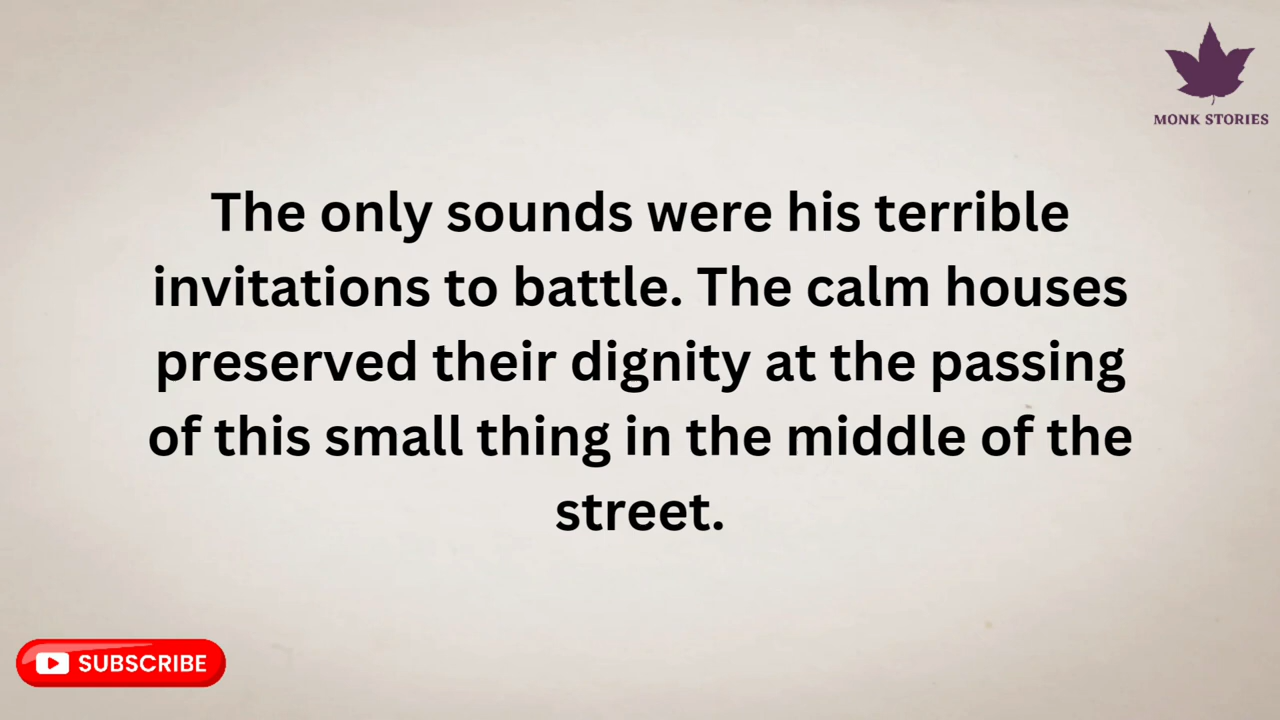 MONK STORIES
The only sounds were his terrible
invitations to battle. The calm houses
preserved their dignity at the passing
of this small thing in the middle of the
street.
SUBSCRIBE